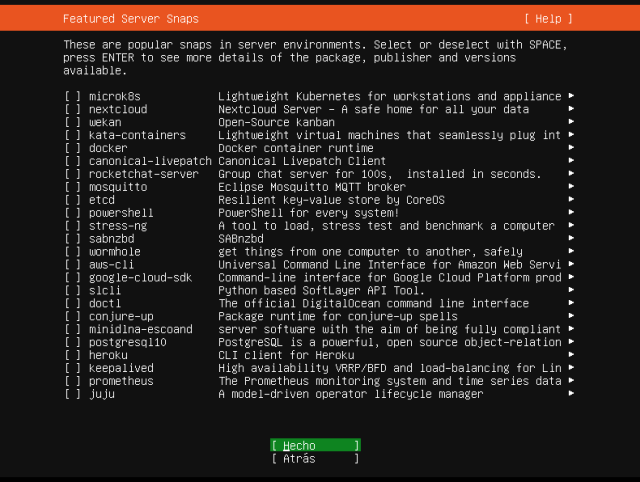 Featured Server Snaps [ Help ]
These are popular snaps in server environments. Select or deselect with SPACE,
press ENTER to see more details of the package, publisher and versions
available.
[ ] microk8s Lightweight Kubernetes for workstations and appliance ►
[ ] nextcloud Nextcloud Server - A safe home for all your data ►
[ ] wekan Open-Source kanban ►
[ ] kata-containers Lightweight virtual machines that seamlessly plug int ►
[ ] docker Docker container runtime ►
[ ] canonical-livepatch Canonical Livepatch Client ►
[ ] rocketchat-server Group chat server for 100s,  installed in seconds. ►
[ ] mosquitto Eclipse Mosquitto MQTT broker ►
[ ] etcd Resilient key-value store by CoreOS ►
[ ] powershell PowerShell for every system! ►
[ ] stress-ng A tool to load, stress test and benchmark a computer ►
[ ] sabnzbd SABnzbd ►
[ ] wormhole get things from one computer to another, safely ►
[ ] aws-cli Universal Command Line Interface for Amazon Web Servi ►
[ ] google-cloud-sdk Command-line interface for Google Cloud Platform prod ►
[ ] slcli Python based SoftLayer API Tool. ►
[ ] doctl The official DigitalOcean command line interface ►
[ ] conjure-up Package runtime for conjure-up spells ►
[ ] minidlna-escoand server software with the aim of being fully compliant ►
[ ] postgresql10 PostgreSQL is a powerful, open source object-relation ►
[ ] heroku CLI client for Heroku ►
[ ] keepalived High availability VRRP/BFD and load-balancing for Lin ►
[ ] prometheus The Prometheus monitoring system and time series data ►
[ ] juju A model-driven operator lifecycle manager ►
[ Hecho ]
[ Atrás ]